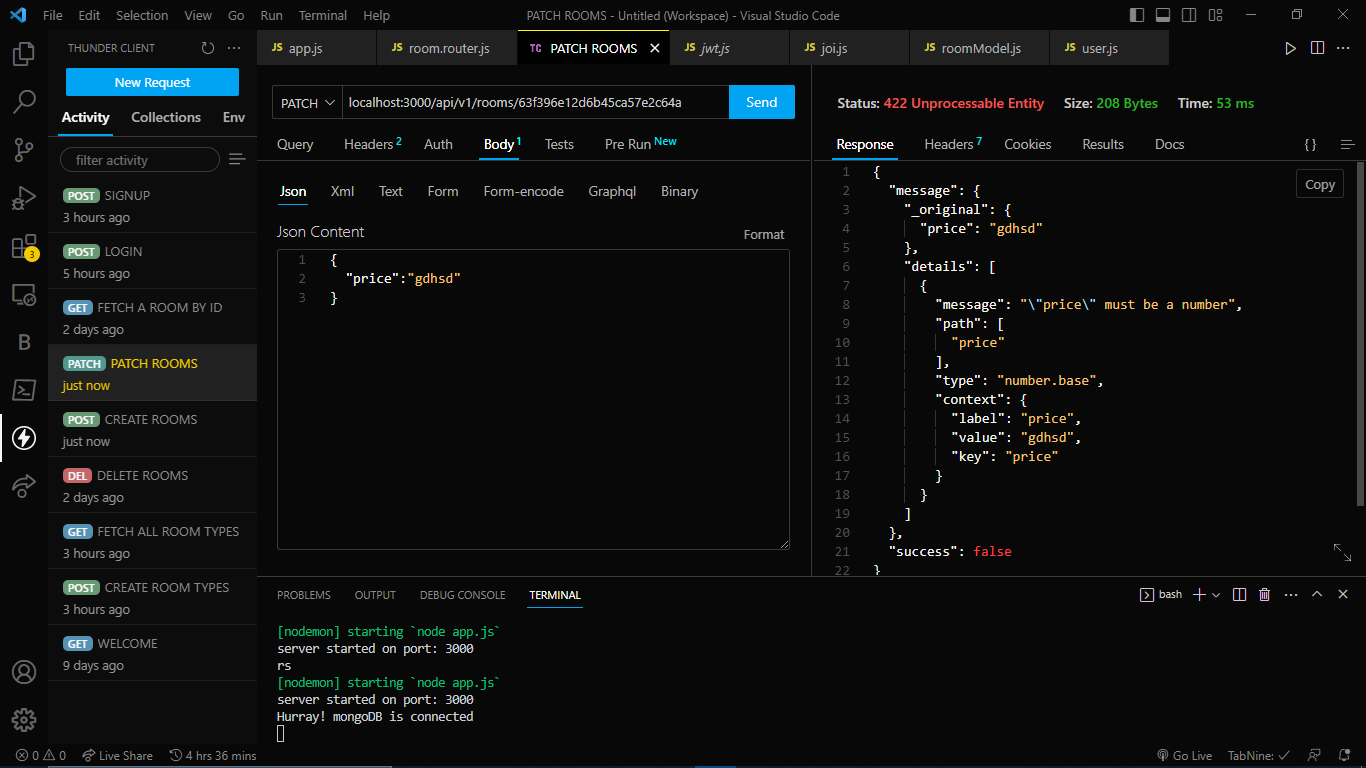 File Edit Selection View Go Run Terminal Help PATCH ROOMS - Untitled (Workspace) - Visual Studio Code
THUNDER CLIENT
New Request
Activity Collections Env
filter activity
POST SIGNUP
3 hours ago
POST LOGIN
5 hours ago
GET FETCH A ROOM BY ID
2 days ago
PATCH PATCH ROOMS
just now
POST CREATE ROOMS
just now
DEL DELETE ROOMS
2 days ago
GET FETCH ALL ROOM TYPES
3 hours ago
POST CREATE ROOM TYPES
3 hours ago
GET WELCOME
9 days ago
3
B
JS app.js JS room.router.js TC PATCH ROOMS JS jwt.js JS joi.js JS roomModel.js JS user.js
PATCH localhost:3000/api/v1/rooms/63f396e12d6b45ca57e2c64a Send
Query Headers 2 Auth Body 1 Tests Pre Run New
Json Xml Text Form Form-encode Graphql Binary
Json Content Format
1 {
2 "price":"gdhsd"
3 }
Status: 422 Unprocessable Entity Size: 208 Bytes Time: 53 ms
Response Headers 7 Cookies Results Docs { }
Copy
1 {
2 "message": {
3 "_original": {
4 "price": "gdhsd"
5 },
6 "details": [
7 {
8 "message": "\"price\" must be a number",
9 "path": [
10 "price"
11 ],
12 "type": "number.base",
13 "context": {
14 "label": "price",
15 "value": "gdhsd",
16 "key": "price"
17 }
18 }
19 ]
20 },
21 "success": false
22 }
PROBLEMS OUTPUT DEBUG CONSOLE TERMINAL bash
[nodemon] starting `node app.js`
server started on port: 3000
rs
[nodemon] starting `node app.js`
server started on port: 3000
Hurray! mongoDB is connected
0 0 Live Share 4 hrs 36 mins Go Live TabNine: